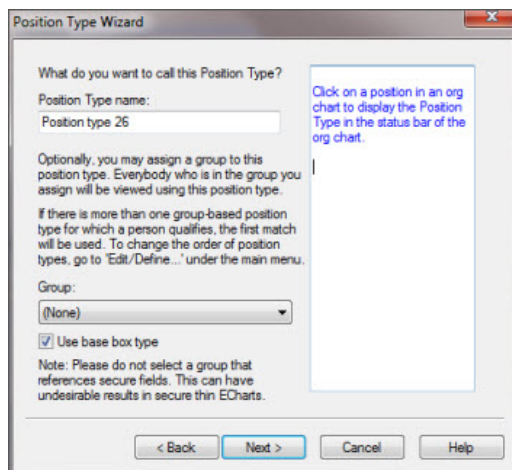 Position Type Wizard
What do you want to call this Position Type?
Position Type name:
Position type 26
Optionally, you may assign a group to this
position type. Everybody who is in the group you
assign will be viewed using this position type.
If there is more than one group-based position
type for which a person qualifies, the first match
will be used. To change the order of position
types, go to 'Edit/Define...' under the main menu.
Group:
(None)
Use base box type
Note: Please do not select a group that
references secure fields. This can have
undesirable results in secure thin ECharts.
Click on a position in an org
chart to display the Position
Type in the status bar of the
org chart.
< Back
Next >
Cancel
Help